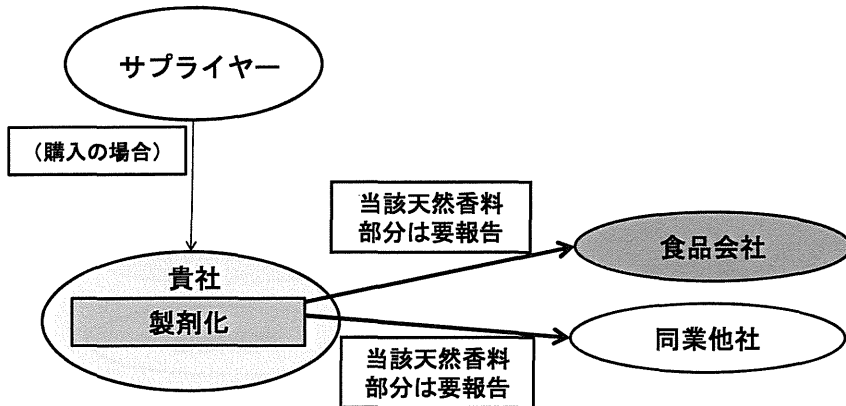 サプライヤー
（購入の場合）
当該天然香料
部分は要報告
食品会社
貴社
製剤化
同業他社
当該天然香料
部分は要報告